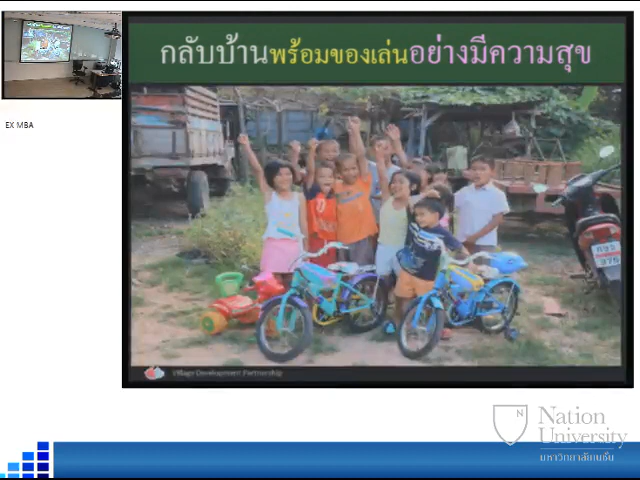 กลับบ้านพร้อมของเล่นอย่างมีความสุข
EX MBA
Village Development Partnership
Nation
University
มหาวิทยาลัยเนชั่น